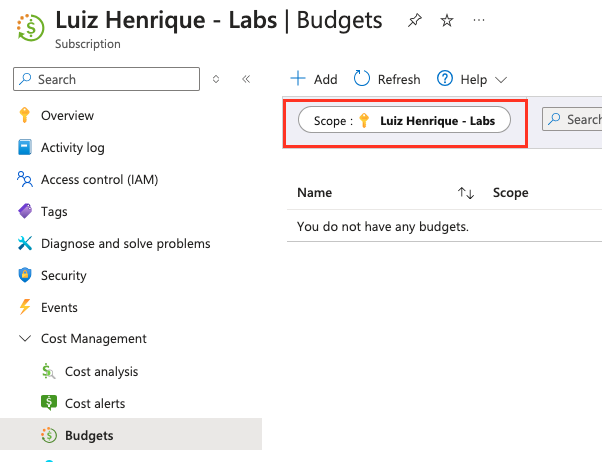 Luiz Henrique - Labs | Budgets
Subscription
Search
Add Refresh Help
Overview
Scope : Luiz Henrique - Labs
Search
Activity log
Access control (IAM)
Name Scope
Tags
You do not have any budgets.
Diagnose and solve problems
Security
Events
Cost Management
Cost analysis
Cost alerts
Budgets